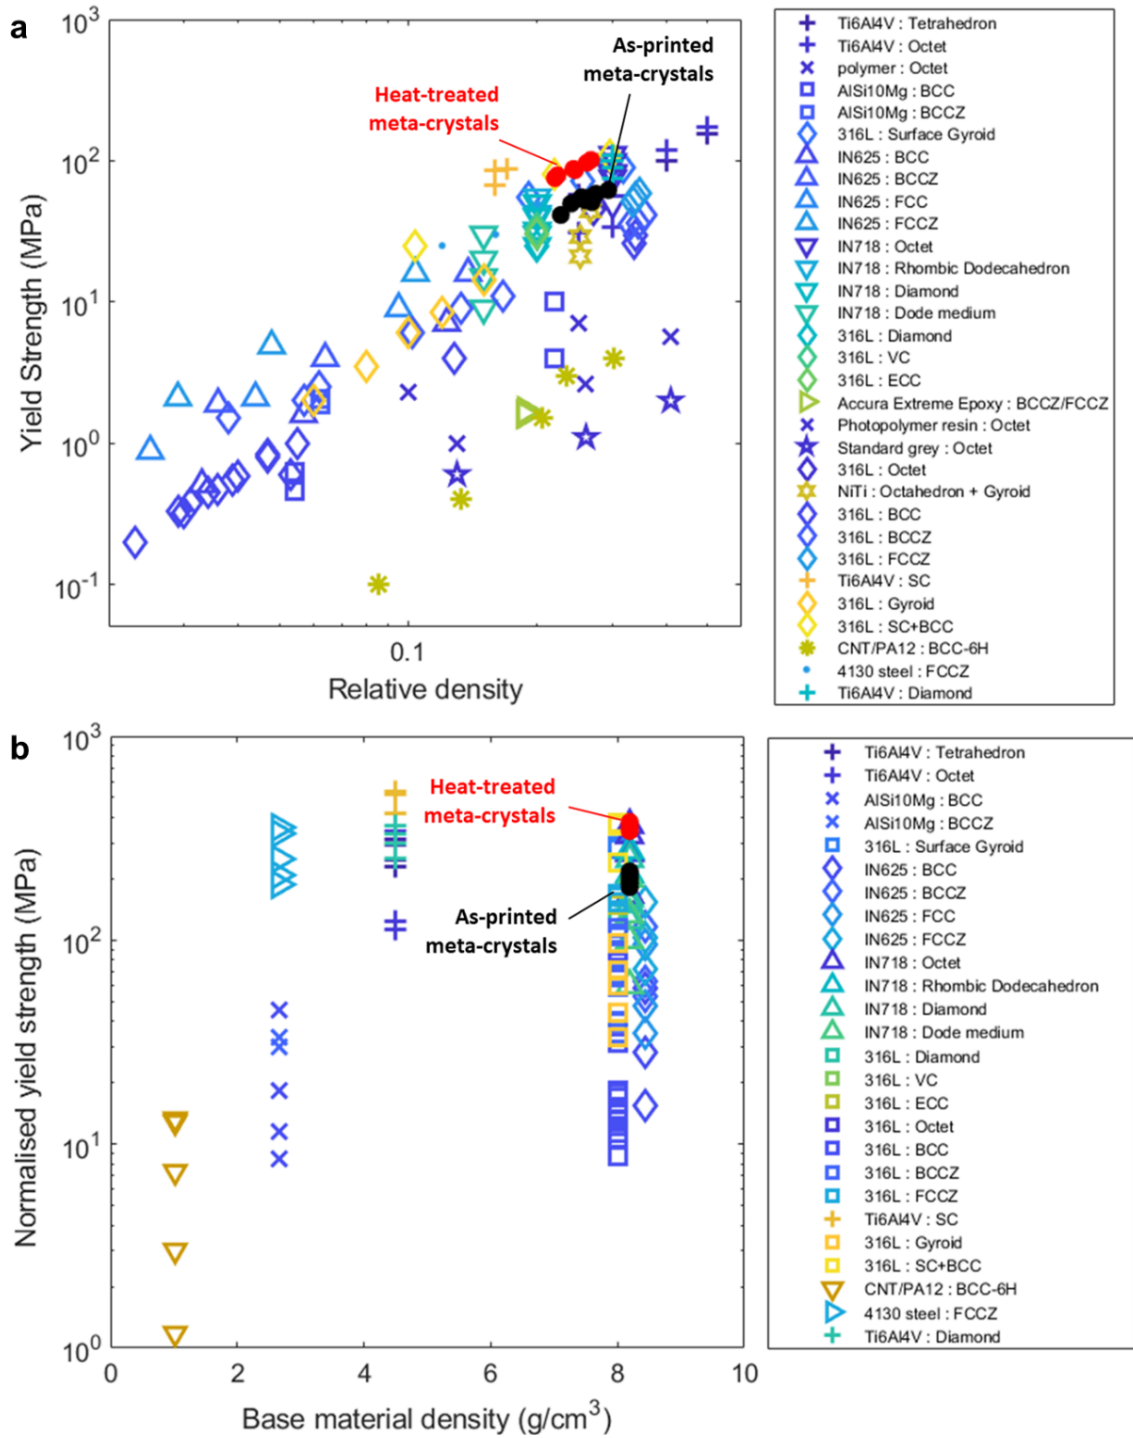 a
10³
10²
10¹
10⁰
10⁻¹
Yield Strength (MPa)
0.1
Relative density
As-printed
meta-crystals
Heat-treated
meta-crystals
Ti6Al4V : Tetrahedron
Ti6Al4V : Octet
polymer : Octet
AlSi10Mg : BCC
AlSi10Mg : BCCZ
316L : Surface Gyroid
IN625 : BCC
IN625 : BCCZ
IN625 : FCC
IN625 : FCCZ
IN718 : Octet
IN718 : Rhombic Dodecahedron
IN718 : Diamond
IN718 : Dode medium
316L : Diamond
316L : VC
316L : ECC
Accura Extreme Epoxy : BCCZ/FCCZ
Photopolymer resin : Octet
Standard grey : Octet
316L : Octet
NiTi : Octahedron + Gyroid
316L : BCC
316L : BCCZ
316L : FCCZ
Ti6Al4V : SC
316L : Gyroid
316L : SC+BCC
CNT/PA12 : BCC-6H
4130 steel : FCCZ
Ti6Al4V : Diamond
b
10³
10²
10¹
10⁰
Normalised yield strength (MPa)
0 2 4 6 8 10
Base material density (g/cm³)
Heat-treated
meta-crystals
As-printed
meta-crystals
Ti6Al4V : Tetrahedron
Ti6Al4V : Octet
AlSi10Mg : BCC
AlSi10Mg : BCCZ
316L : Surface Gyroid
IN625 : BCC
IN625 : BCCZ
IN625 : FCC
IN625 : FCCZ
IN718 : Octet
IN718 : Rhombic Dodecahedron
IN718 : Diamond
IN718 : Dode medium
316L : Diamond
316L : VC
316L : ECC
316L : Octet
316L : BCC
316L : BCCZ
316L : FCCZ
Ti6Al4V : SC
316L : Gyroid
316L : SC+BCC
CNT/PA12 : BCC-6H
4130 steel : FCCZ
Ti6Al4V : Diamond